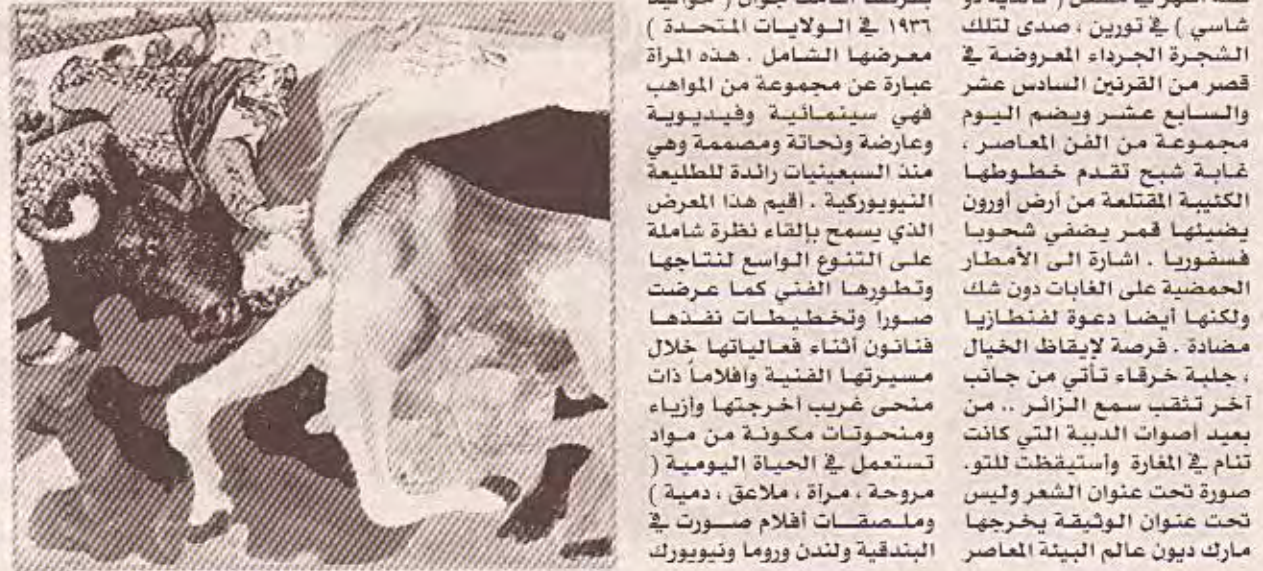 شاسي ) في تورين ، صدى لتلك
الشجرة الجرداء المعروضة في
قصر من القرنين السادس عشر
والسابع عشر ويضم اليوم
مجموعة من الفن المعاصر ،
غابة شبح تقدم خطوطها
الكئيبة المقتلعة من أرض أورون
يضيئها قمر يضفي شحوبا
فسفوريا . اشارة الى الأمطار
الحمضية على الغابات دون شك
ولكنها أيضا دعوة لفنطازيا
مضادة . فرصة لإيقاظ الخيال
، جلبة خرقاء تأتي من جانب
آخر تثقب سمع الزائر .. من
بعيد أصوات الدببة التي كانت
تنام في المغارة وأستيقظت للتو.
صورة تحت عنوان الشعر وليس
تحت عنوان الوثيقة يخرجها
مارك ديون عالم البيئة المعاصر
١٩٣٦ في الولايات المتحدة )
معرضها الشامل . هذه المرأة
عبارة عن مجموعة من المواهب
فهي سينمائية وفيديوية
وعارضة ونحاتة ومصممة وهي
منذ السبعينيات رائدة للطليعة
النيويوركية . أقيم هذا المعرض
الذي يسمح بإلقاء نظرة شاملة
على التنوع الواسع لنتاجها
وتطورها الفني كما عرضت
صورا وتخطيطات نفذها
فنانون أثناء فعالياتها خلال
مسيرتها الفنية وافلاماً ذات
منحى غريب أخرجتها وأزياء
ومنحوتات مكونة من مواد
تستعمل في الحياة اليومية (
مروحة ، مرآة ، ملاعق ، دمية )
وملصقات أفلام صورت في
البندقية ولندن وروما ونيويورك